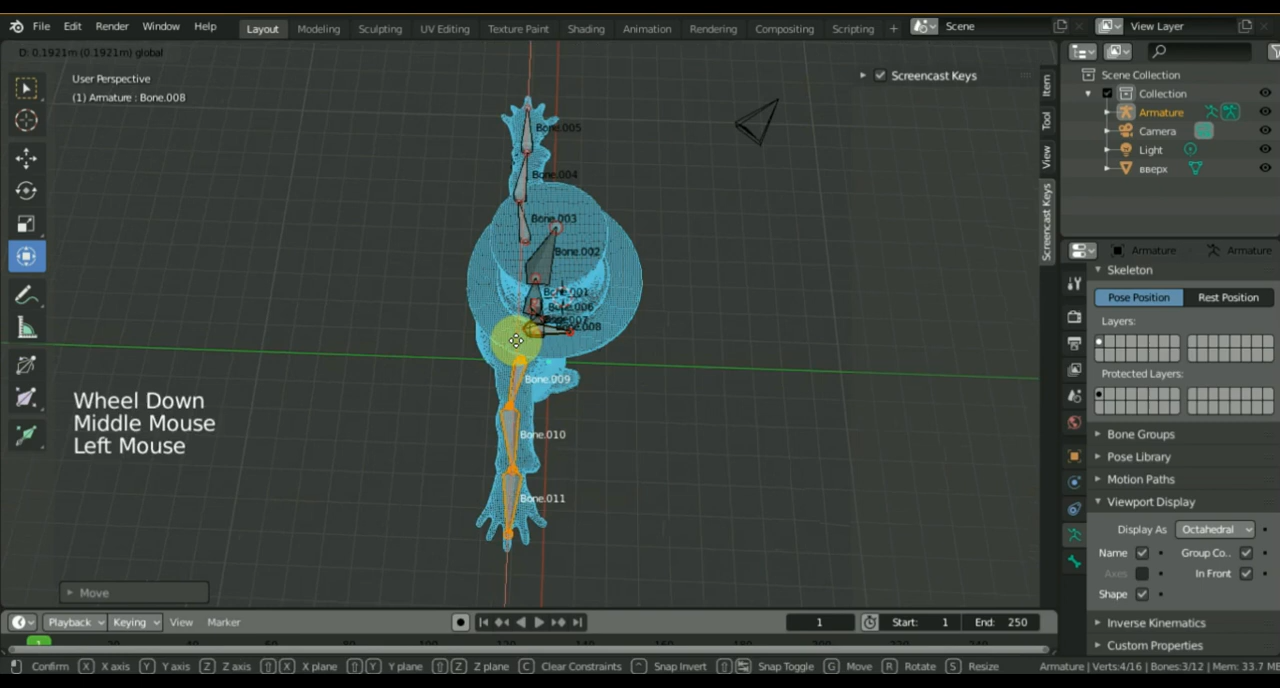 File Edit Render Window Help Layout Modeling Sculpting UV Editing Texture Paint Shading Animation Rendering Compositing Scripting + Scene View Layer
D: 0.1921m (0.1921m) global
User Perspective
(1) Armature : Bone.008
Screencast Keys
Item
Tool
View
Screencast Keys
Bone.005
Bone.004
Bone.003
Bone.002
Bone.001
Bone.006
Bone.008
Bone.009
Bone.010
Bone.011
Wheel Down
Middle Mouse
Left Mouse
Move
Scene Collection
Collection
Armature
Camera
Light
вверх
Armature Armature
Skeleton
Pose Position Rest Position
Layers:
Protected Layers:
Bone Groups
Pose Library
Motion Paths
Viewport Display
Display As Octahedral
Name Group Co..
Axes In Front
Shape
Inverse Kinematics
Custom Properties
Playback Keying View Marker 1 Start: 1 End: 250
1
Confirm X X axis Y Y axis Z Z axis X X plane Y Y plane Z Z plane C Clear Constraints ^ Snap Invert Snap Toggle G Move R Rotate S Resize Armature | Verts:4/16 | Bones:3/12 | Mem: 33.7 M